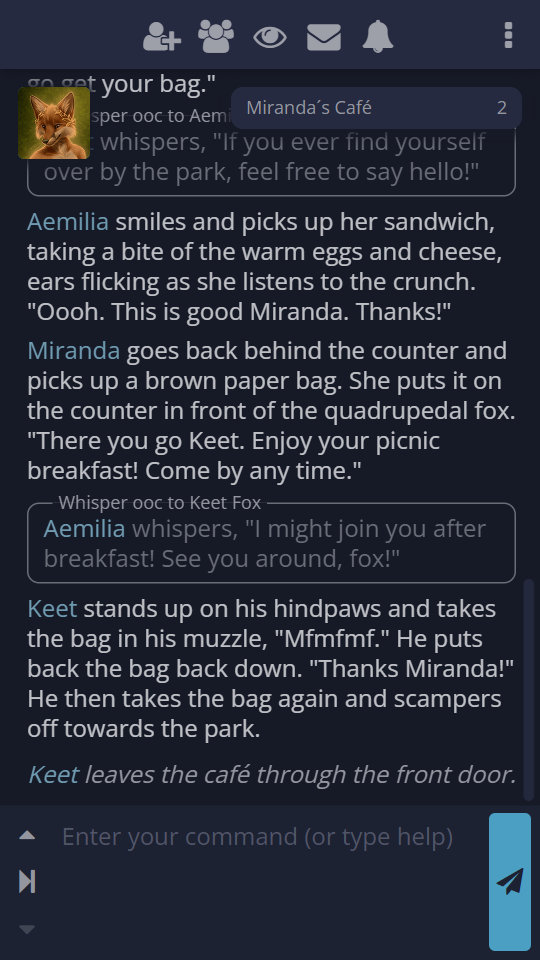 go get your bag."
sper ooc to Aemi
Miranda´s Café 2
whispers, "If you ever find yourself
over by the park, feel free to say hello!"
Aemilia smiles and picks up her sandwich,
taking a bite of the warm eggs and cheese,
ears flicking as she listens to the crunch.
"Oooh. This is good Miranda. Thanks!"
Miranda goes back behind the counter and
picks up a brown paper bag. She puts it on
the counter in front of the quadrupedal fox.
"There you go Keet. Enjoy your picnic
breakfast! Come by any time."
Whisper ooc to Keet Fox
Aemilia whispers, "I might join you after
breakfast! See you around, fox!"
Keet stands up on his hindpaws and takes
the bag in his muzzle, "Mfmfmf." He puts
back the bag back down. "Thanks Miranda!"
He then takes the bag again and scampers
off towards the park.
Keet leaves the café through the front door.
Enter your command (or type help)